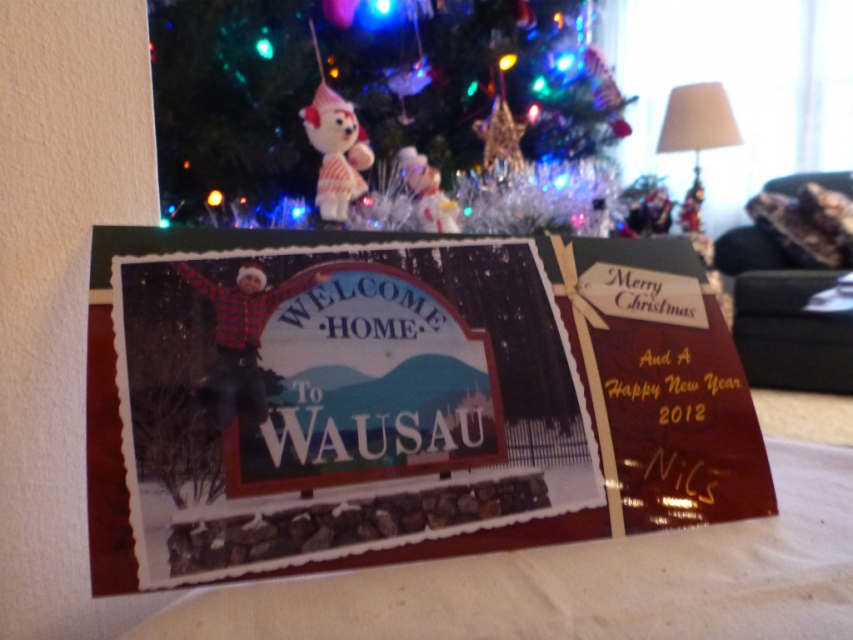 WELCOME
·HOME·
To
WAUSAU
Merry
Christmas
And A
Happy New Year
2012
Nils